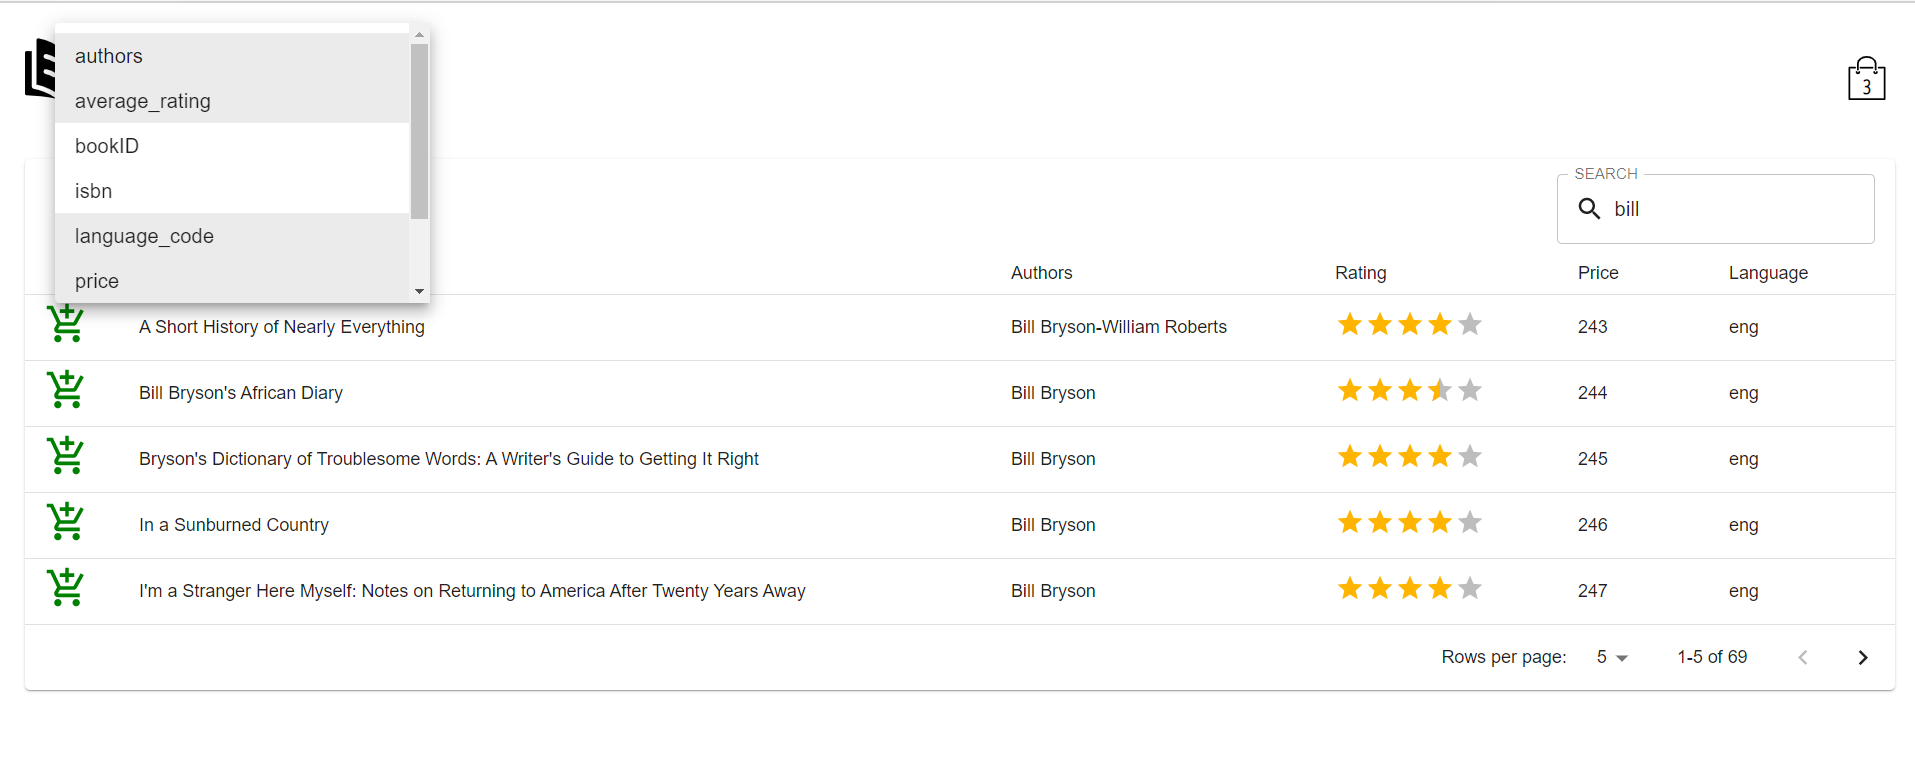 authors
average_rating
bookID
isbn
language_code
price
3
SEARCH
bill
Authors Rating Price Language
A Short History of Nearly Everything Bill Bryson-William Roberts 243 eng
Bill Bryson's African Diary Bill Bryson 244 eng
Bryson's Dictionary of Troublesome Words: A Writer's Guide to Getting It Right Bill Bryson 245 eng
In a Sunburned Country Bill Bryson 246 eng
I'm a Stranger Here Myself: Notes on Returning to America After Twenty Years Away Bill Bryson 247 eng
Rows per page: 5 1-5 of 69